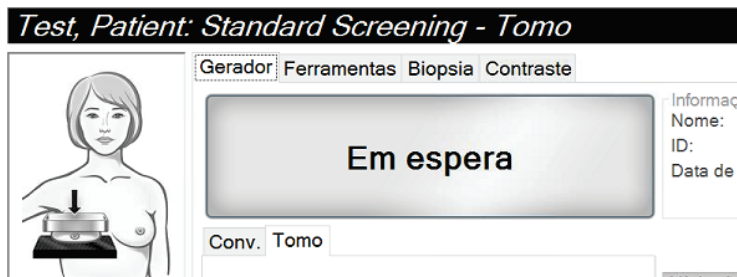 Test, Patient: Standard Screening - Tomo
Gerador Ferramentas Biopsia Contraste
Em espera
Nome:
ID:
Data de
Conv. Tomo